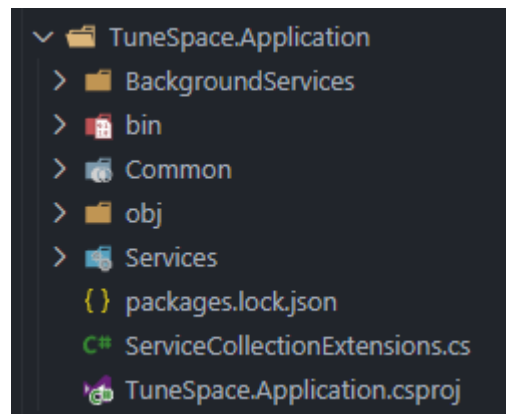 TuneSpace.Application
BackgroundServices
bin
Common
obj
Services
{} packages.lock.json
C# ServiceCollectionExtensions.cs
TuneSpace.Application.csproj